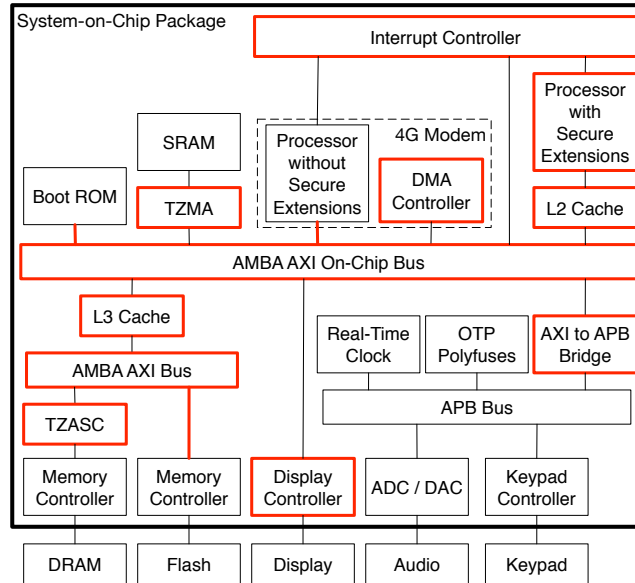 System-on-Chip Package
Interrupt Controller
Processor
with
Secure
Extensions
4G Modem
SRAM
Processor
without
Secure
Extensions
DMA
Controller
Boot ROM
TZMA
L2 Cache
AMBA AXI On-Chip Bus
L3 Cache
Real-Time
Clock
OTP
Polyfuses
AXI to APB
Bridge
AMBA AXI Bus
APB Bus
TZASC
Memory
Controller
Memory
Controller
Display
Controller
ADC / DAC
Keypad
Controller
DRAM
Flash
Display
Audio
Keypad